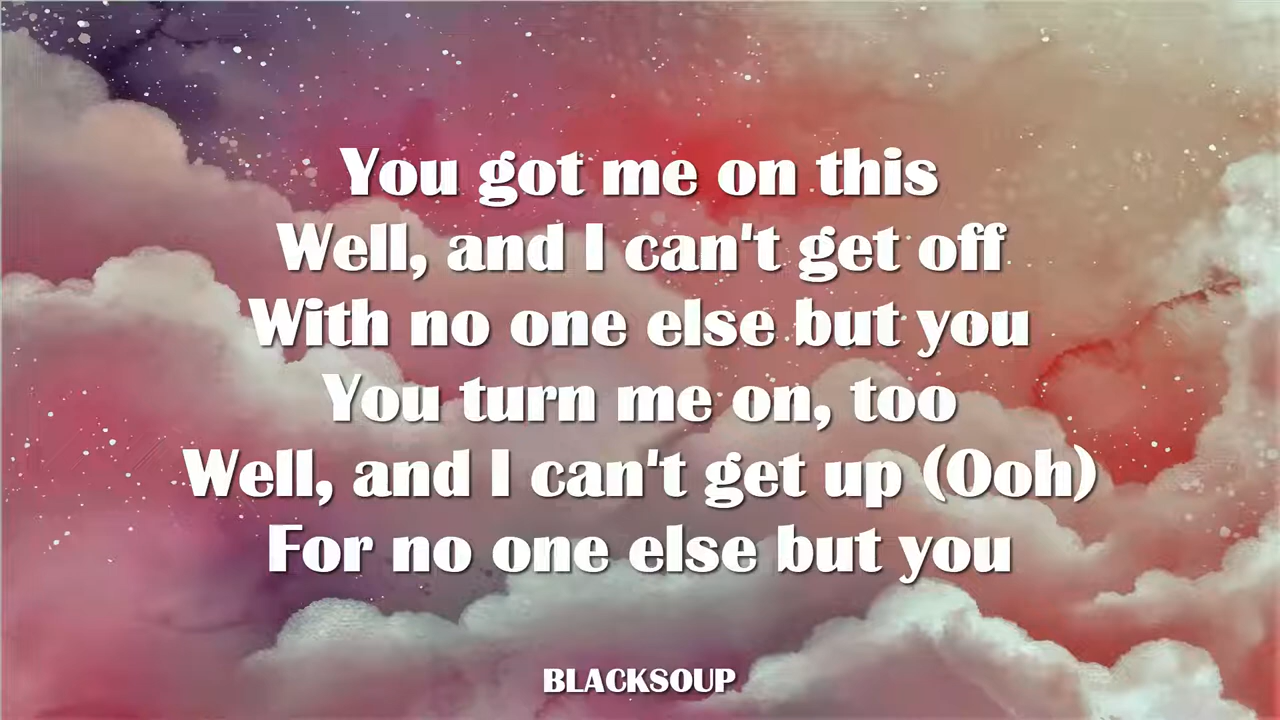 You got me on this
Well, and I can't get off
With no one else but you
You turn me on, too
Well, and I can't get up (Ooh)
For no one else but you
BLACKSOUP